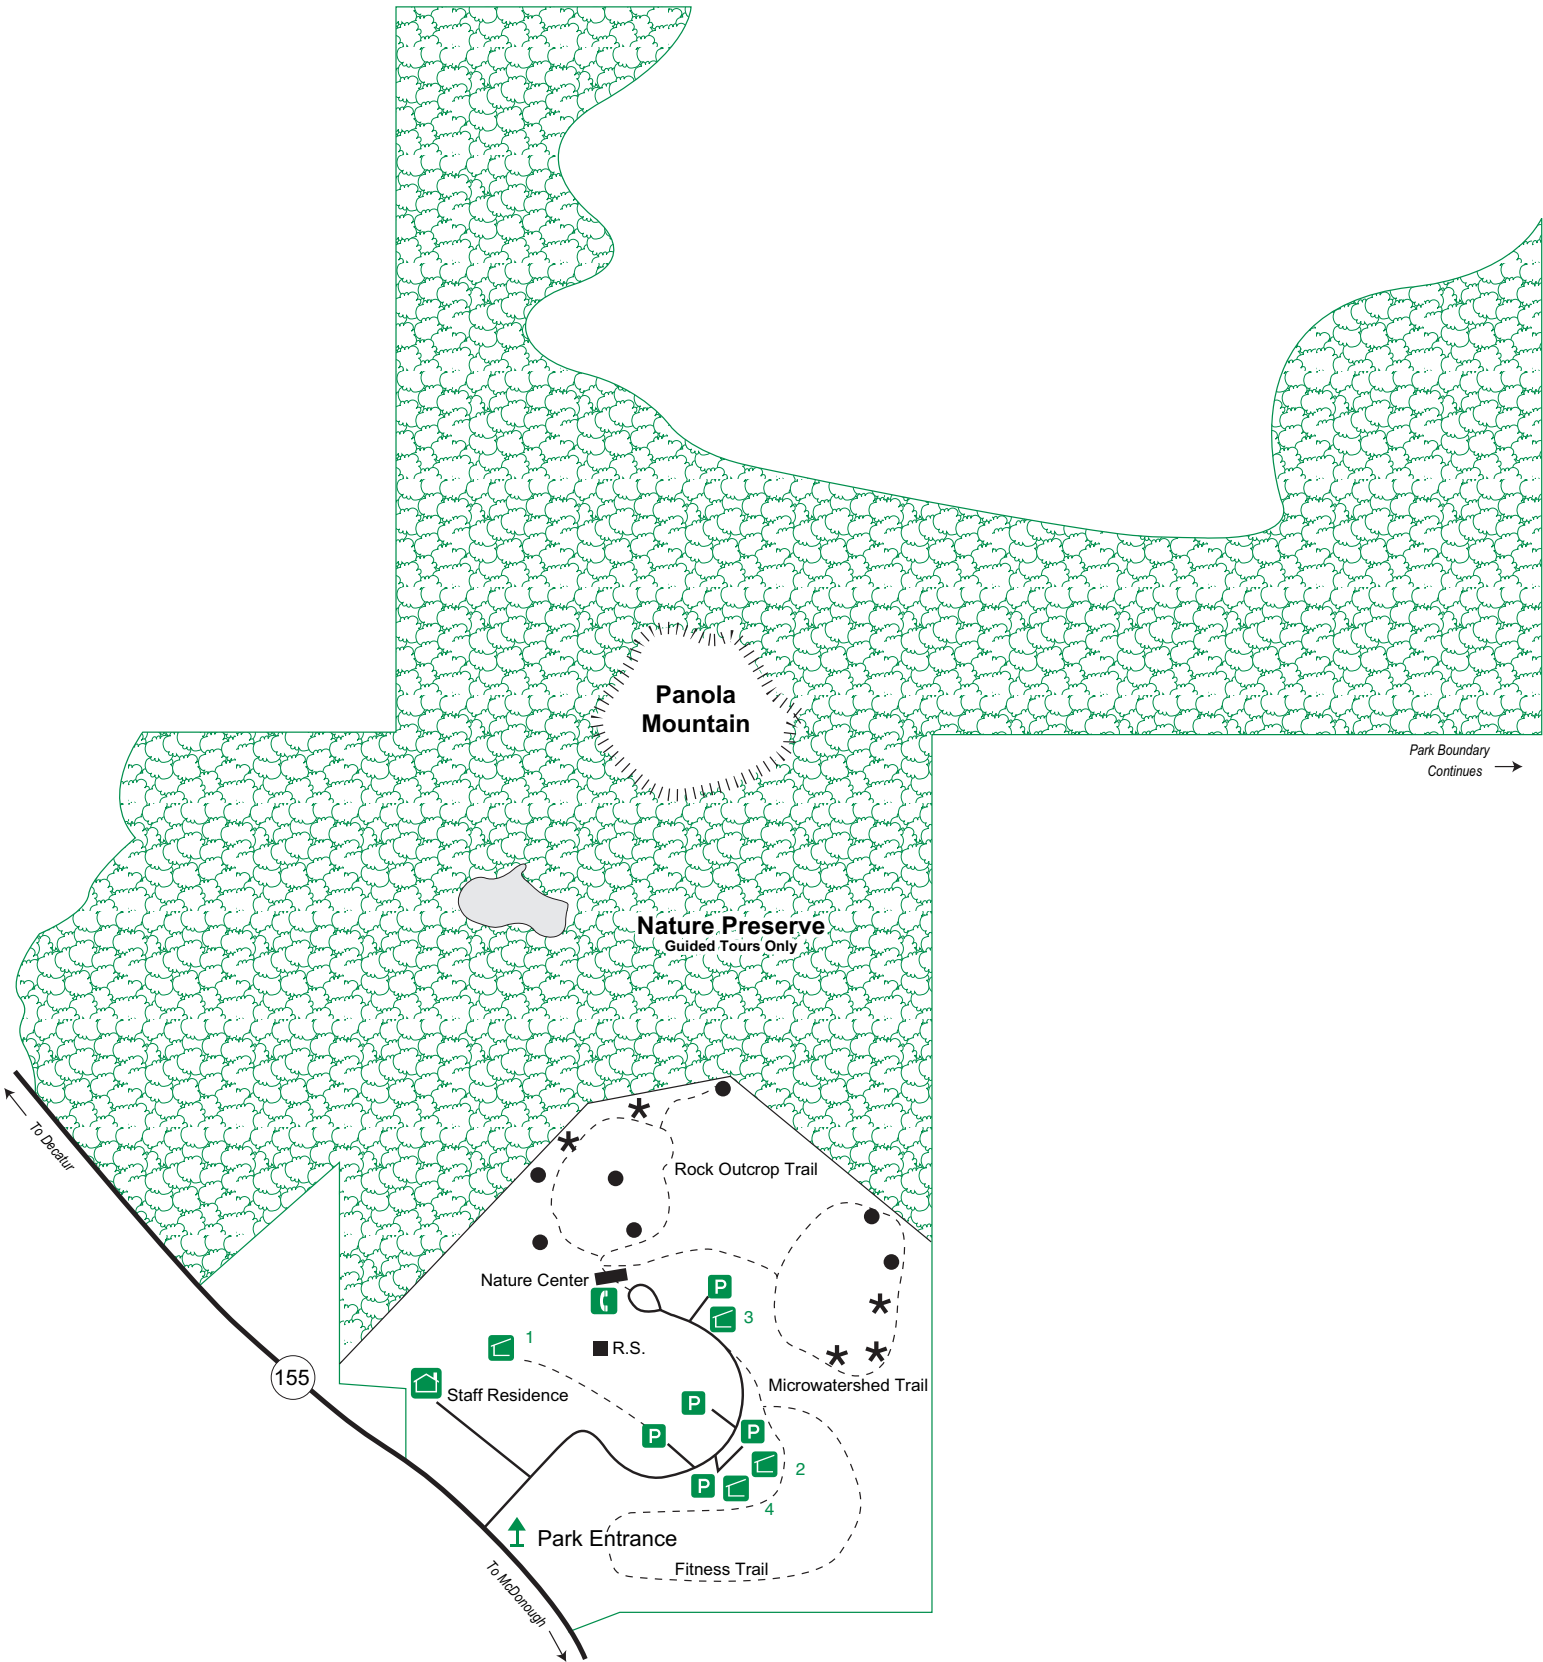 Panola
Mountain
Park Boundary
Continues
Nature Preserve
Guided Tours Only
To Decatur
Rock Outcrop Trail
Nature Center
P
3
1
R.S.
155
Staff Residence
Microwatershed Trail
P
P
P
2
P
4
Park Entrance
Fitness Trail
To McDonough